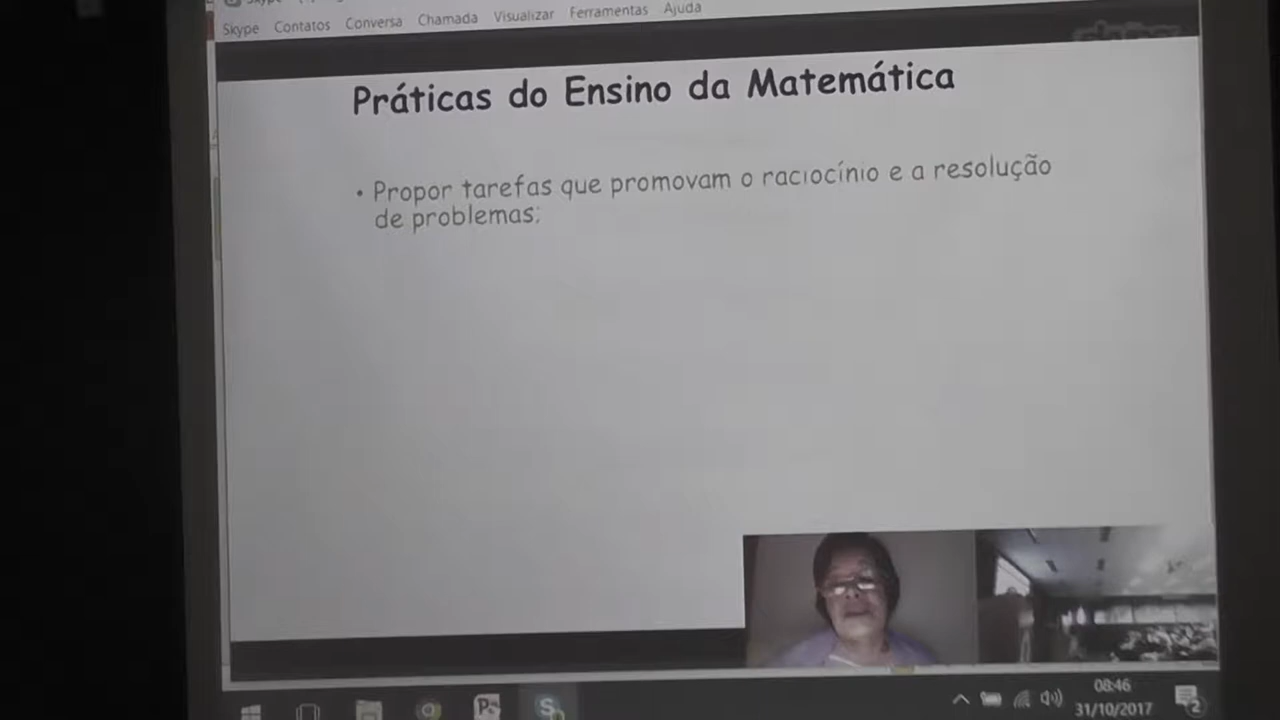 Skype Contatos Conversa Chamada Visualizar Ferramentas Ajuda
Práticas do Ensino da Matemática
• Propor tarefas que promovam o raciocínio e a resolução
de problemas;
08:46
31/10/2017
2